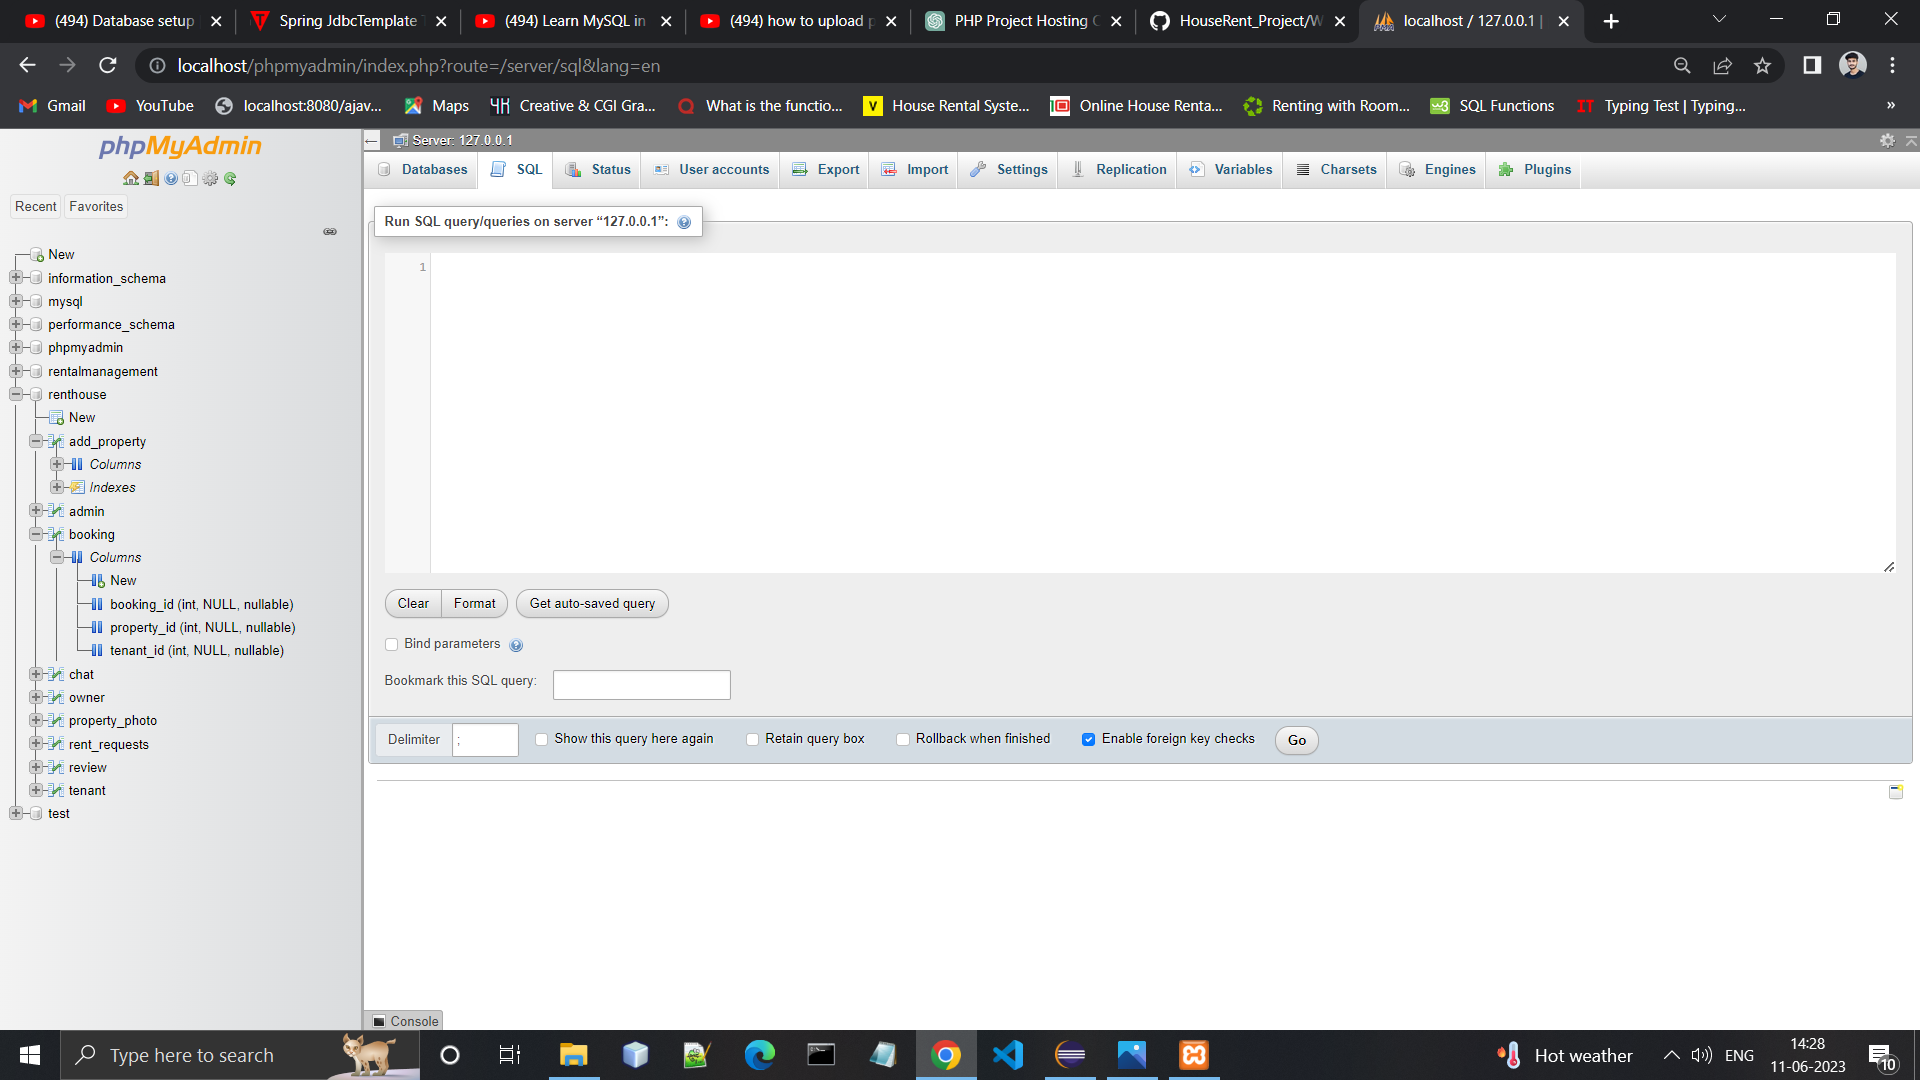 (494) Database setup
Spring JdbcTemplate T
(494) Learn MySQL in
(494) how to upload p
PHP Project Hosting C
HouseRent_Project/W
localhost / 127.0.0.1 |
localhost/phpmyadmin/index.php?route=/server/sql&lang=en
Gmail
YouTube
localhost:8080/ajav...
Maps
Creative & CGI Gra...
What is the functio...
House Rental Syste...
Online House Renta...
Renting with Room...
SQL Functions
Typing Test | Typing...
»
phpMyAdmin
Recent
Favorites
New
information_schema
mysql
performance_schema
phpmyadmin
rentalmanagement
renthouse
New
add_property
Columns
Indexes
admin
booking
Columns
New
booking_id (int, NULL, nullable)
property_id (int, NULL, nullable)
tenant_id (int, NULL, nullable)
chat
owner
property_photo
rent_requests
review
tenant
test
Server: 127.0.0.1
Databases
SQL
Status
User accounts
Export
Import
Settings
Replication
Variables
Charsets
Engines
Plugins
Run SQL query/queries on server “127.0.0.1”:
1
Clear
Format
Get auto-saved query
Bind parameters
Bookmark this SQL query:
Delimiter
;
Show this query here again
Retain query box
Rollback when finished
Enable foreign key checks
Go
Console
Type here to search
Hot weather
ENG
14:28
11-06-2023
10